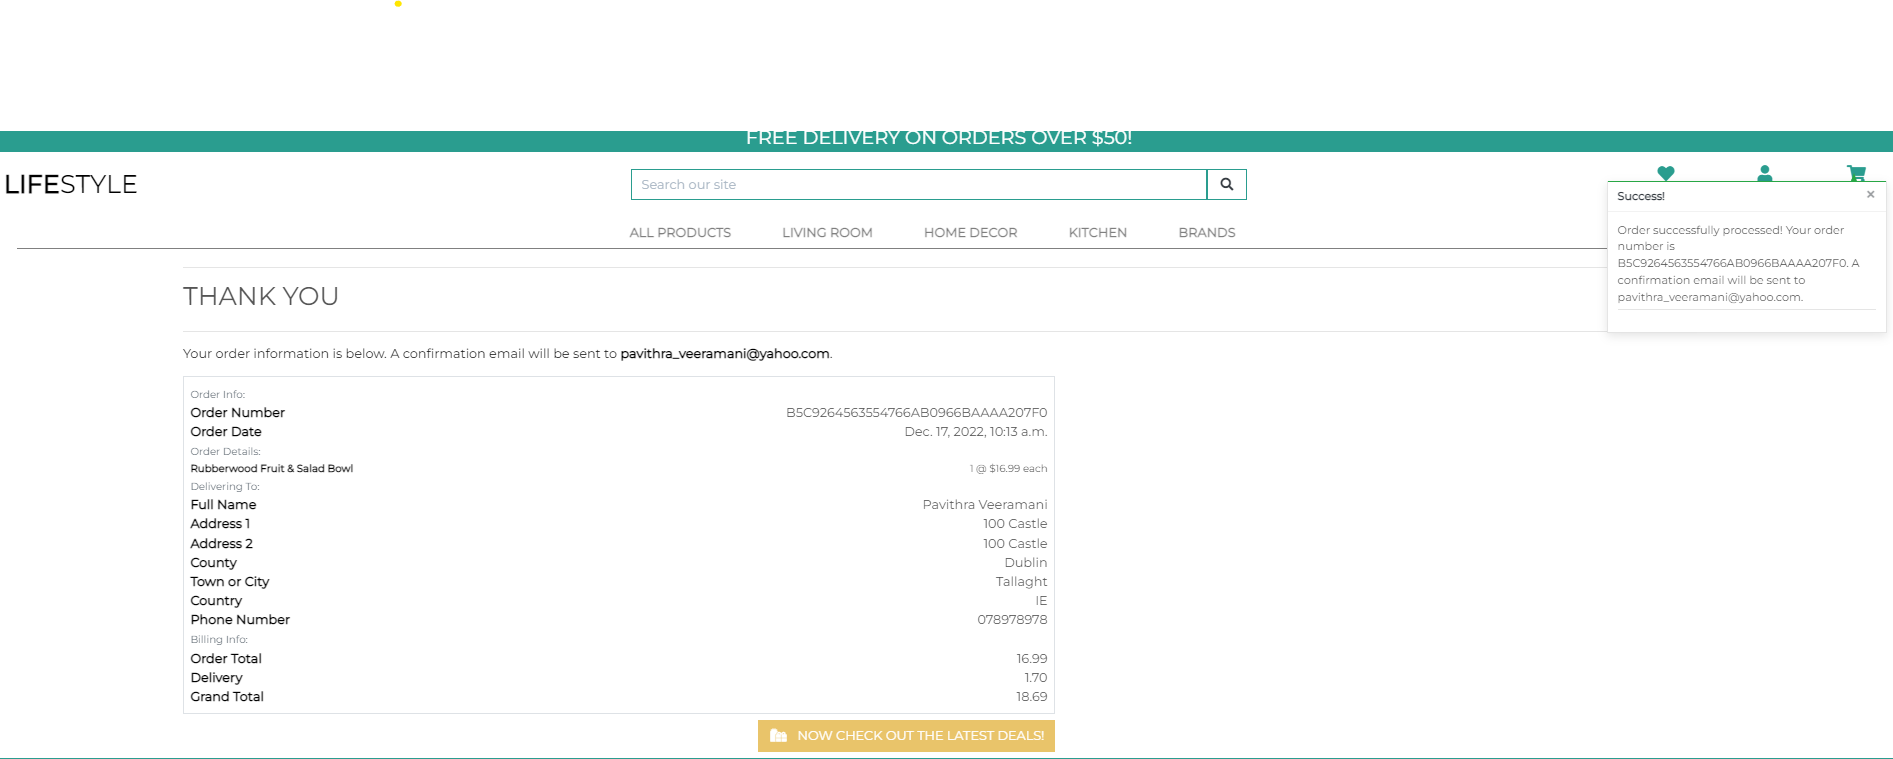 FREE DELIVERY ON ORDERS OVER $50!
LIFESTYLE
Search our site
ALL PRODUCTS LIVING ROOM HOME DECOR KITCHEN BRANDS
Success! ×
Order successfully processed! Your order
number is
B5C9264563554766AB0966BAAAA207F0. A
confirmation email will be sent to
pavithra_veeramani@yahoo.com.
THANK YOU
Your order information is below. A confirmation email will be sent to pavithra_veeramani@yahoo.com.
Order Info:
Order Number B5C9264563554766AB0966BAAAA207F0
Order Date Dec. 17, 2022, 10:13 a.m.
Order Details:
Rubberwood Fruit & Salad Bowl 1 @ $16.99 each
Delivering To:
Full Name Pavithra Veeramani
Address 1 100 Castle
Address 2 100 Castle
County Dublin
Town or City Tallaght
Country IE
Phone Number 078978978
Billing Info:
Order Total 16.99
Delivery 1.70
Grand Total 18.69
NOW CHECK OUT THE LATEST DEALS!